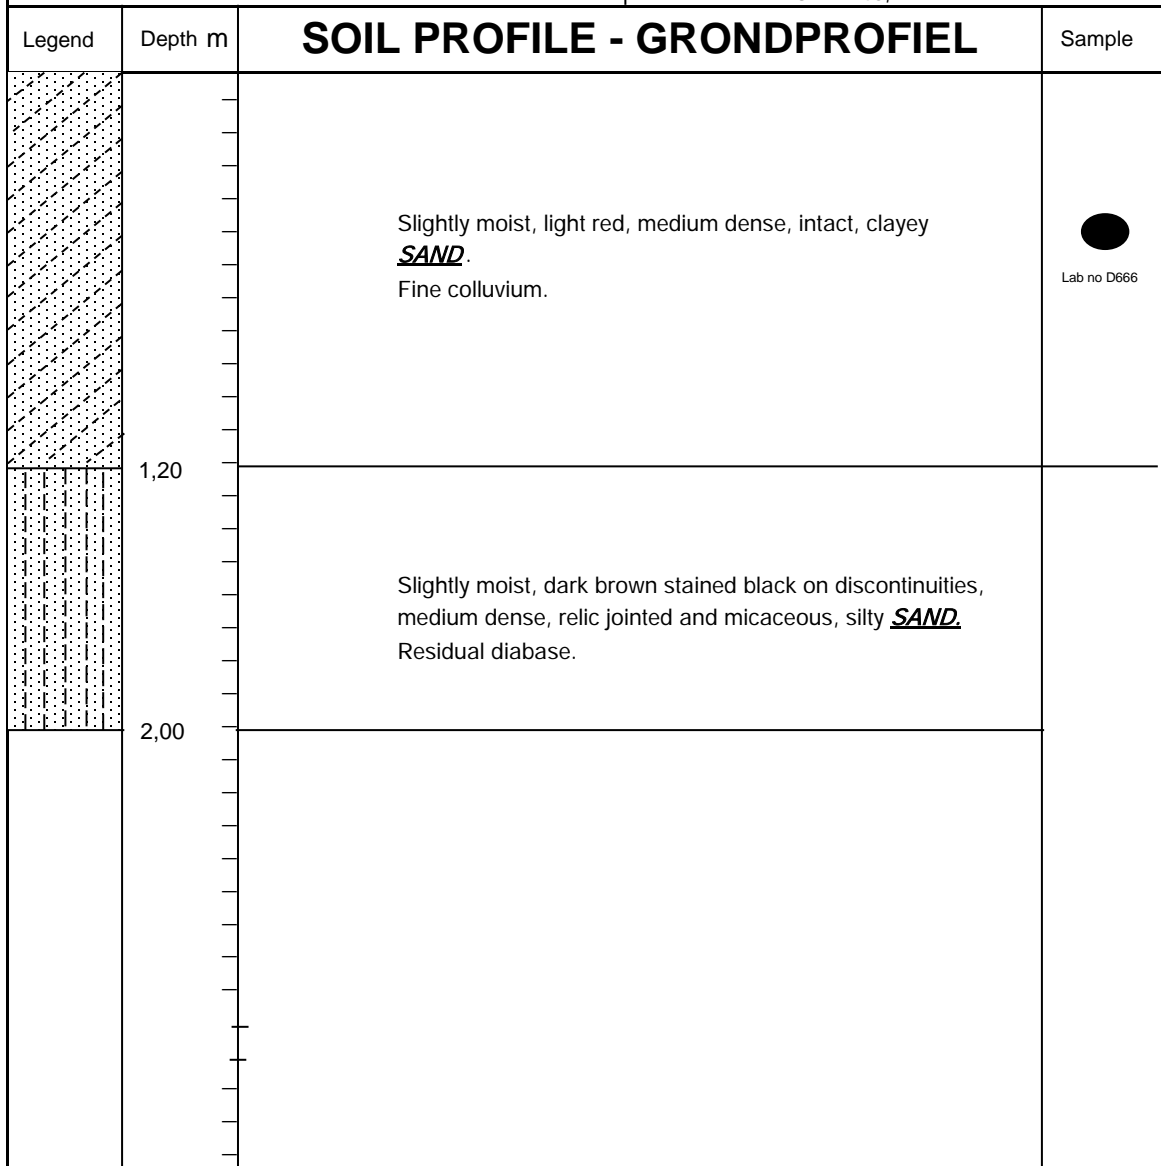 Legend
Depth m
SOIL PROFILE - GRONDPROFIEL
Sample
Slightly moist, light red, medium dense, intact, clayey
SAND.
Fine colluvium.
Lab no D666
1,20
Slightly moist, dark brown stained black on discontinuities,
medium dense, relic jointed and micaceous, silty SAND.
Residual diabase.
2,00